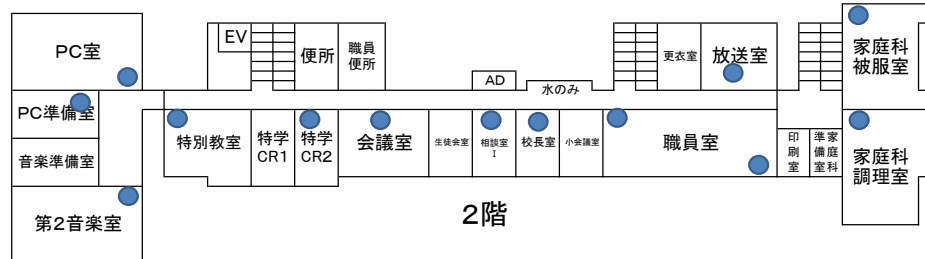 PC室
EV
便所
職員
便所
AD
水のみ
更衣室
放送室
家庭科
被服室
PC準備室
音楽準備室
第2音楽室
特別教室
特学
CR1
特学
CR2
会議室
生徒会室
相談室
I
校長室
小会議室
職員室
印刷室
家庭科
準備室
家庭科
調理室
2階